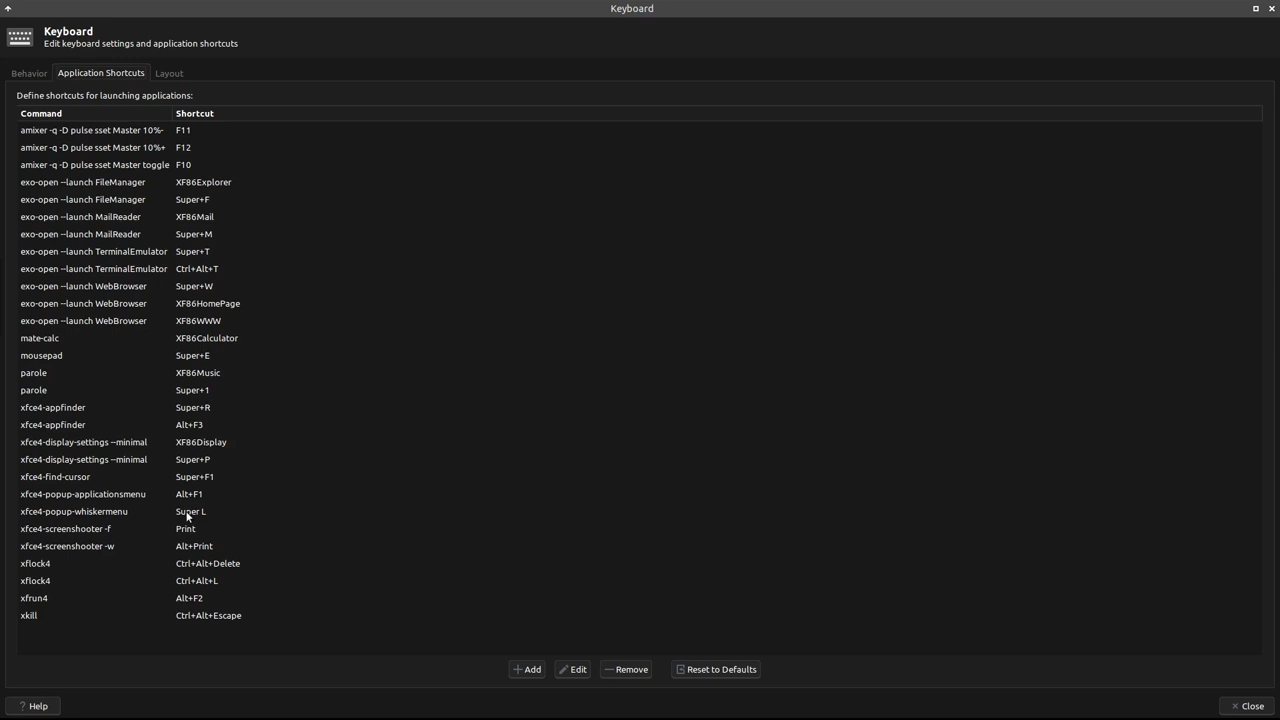 Keyboard
Keyboard
Edit keyboard settings and application shortcuts
Behavior Application Shortcuts Layout
Define shortcuts for launching applications:
Command Shortcut
amixer -q -D pulse sset Master 10%- F11
amixer -q -D pulse sset Master 10%+ F12
amixer -q -D pulse sset Master toggle F10
exo-open --launch FileManager XF86Explorer
exo-open --launch FileManager Super+F
exo-open --launch MailReader XF86Mail
exo-open --launch MailReader Super+M
exo-open --launch TerminalEmulator Super+T
exo-open --launch TerminalEmulator Ctrl+Alt+T
exo-open --launch WebBrowser Super+W
exo-open --launch WebBrowser XF86HomePage
exo-open --launch WebBrowser XF86WWW
mate-calc XF86Calculator
mousepad Super+E
parole XF86Music
parole Super+1
xfce4-appfinder Super+R
xfce4-appfinder Alt+F3
xfce4-display-settings --minimal XF86Display
xfce4-display-settings --minimal Super+P
xfce4-find-cursor Super+F1
xfce4-popup-applicationsmenu Alt+F1
xfce4-popup-whiskermenu Super L
xfce4-screenshooter -f Print
xfce4-screenshooter -w Alt+Print
xflock4 Ctrl+Alt+Delete
xflock4 Ctrl+Alt+L
xfrun4 Alt+F2
xkill Ctrl+Alt+Escape
Add Edit Remove Reset to Defaults
Help Close